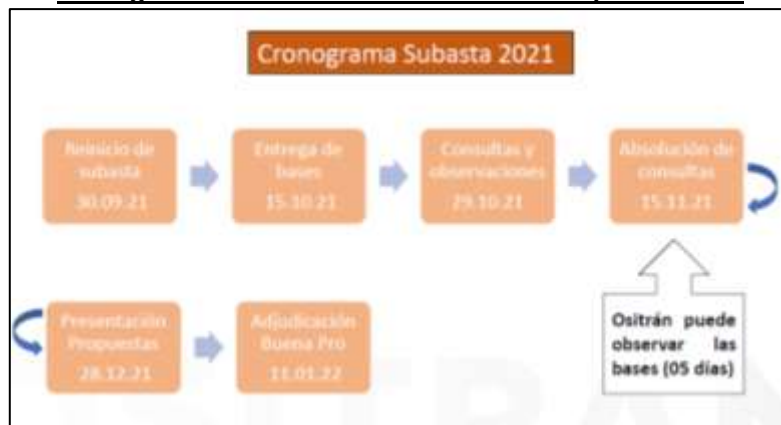 Cronograma Subasta 2021
Reinicio de
subasta
30.09.21
Entrega de
bases
15.10.21
Consultas y
observaciones
29.10.21
Absolución de
consultas
15.11.21
Presentación
Propuestas
28.12.21
Adjudicación
Buena Pro
11.01.22
Ositrán puede
observar las
bases (05 días)